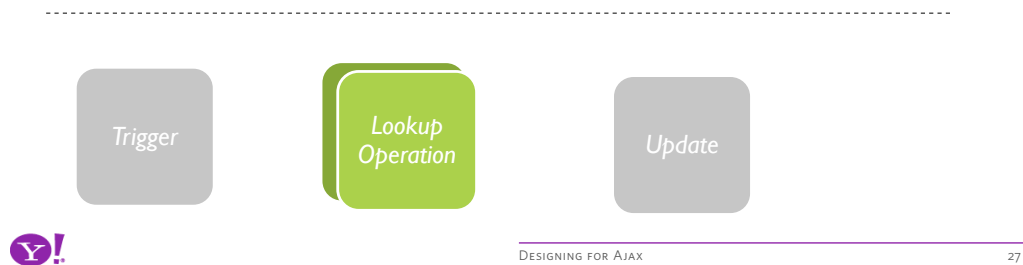 Trigger
Lookup
Operation
Update
Y!
Designing for Ajax
27